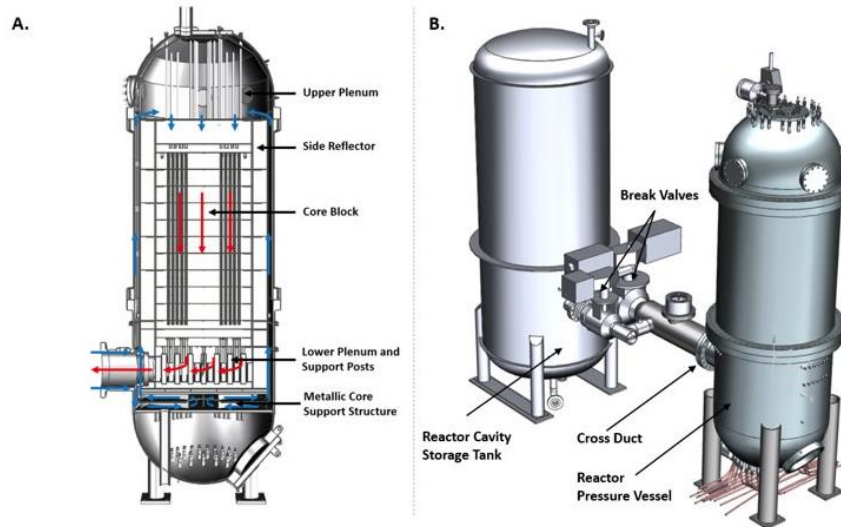 A.
Upper Plenum
Side Reflector
Core Block
Lower Plenum and
Support Posts
Metallic Core
Support Structure
B.
Break Valves
Reactor Cavity
Storage Tank
Cross Duct
Reactor
Pressure Vessel